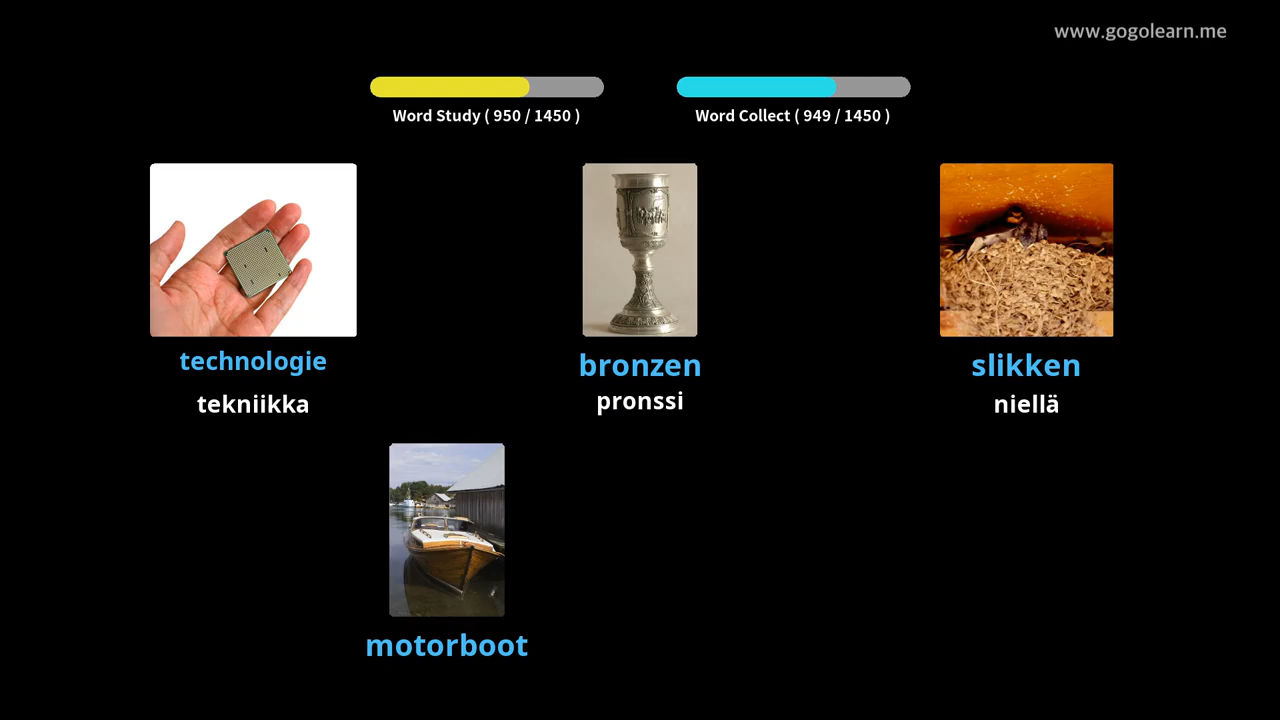 www.gogolearn.me
Word Study ( 950 / 1450 )
Word Collect ( 949 / 1450 )
technologie
tekniikka
bronzen
pronssi
slikken
niellä
motorboot